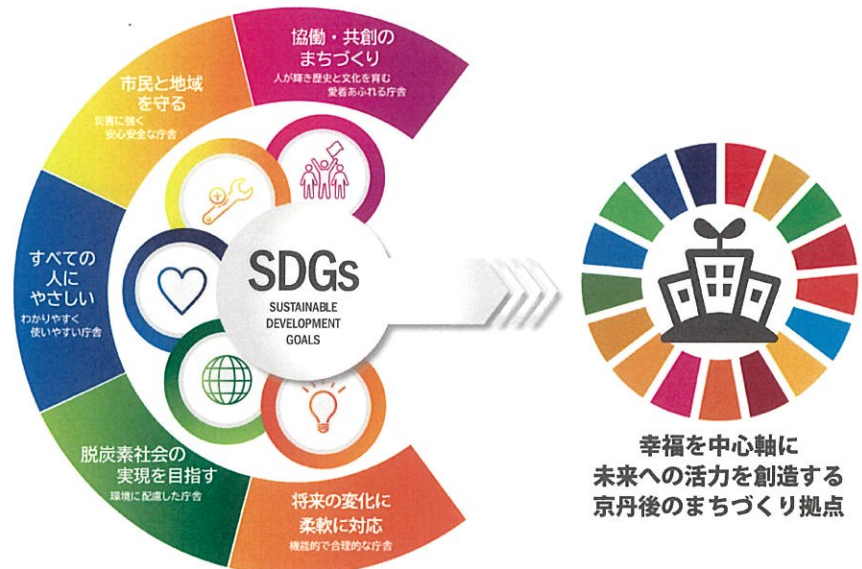 協働・共創の
まちづくり
人が輝き歴史と文化を育む
愛着あふれる庁舎
市民と地域
を守る
災害に強く
安心安全な庁舎
すべての
人に
やさしい
わかりやすく
使いやすい庁舎
脱炭素社会の
実現を目指す
環境に配慮した庁舎
将来の変化に
柔軟に対応
機能的で合理的な庁舎
SDGs
SUSTAINABLE
DEVELOPMENT
GOALS
幸福を中心軸に
未来への活力を創造する
京丹後のまちづくり拠点